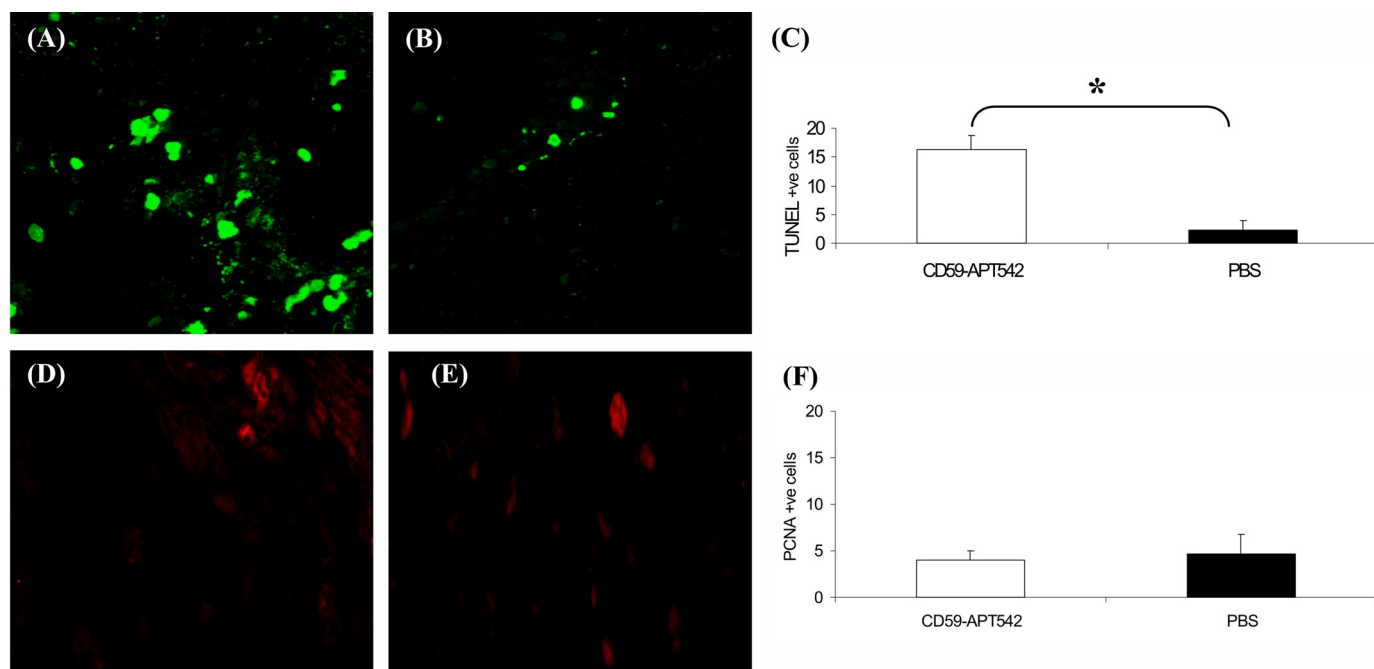 (A)
(B)
(C)
*
20
15
10
5
0
TUNEL +ve cells
CD59-APT542
PBS
(D)
(E)
(F)
20
15
10
5
0
PCNA +ve cells
CD59-APT542
PBS